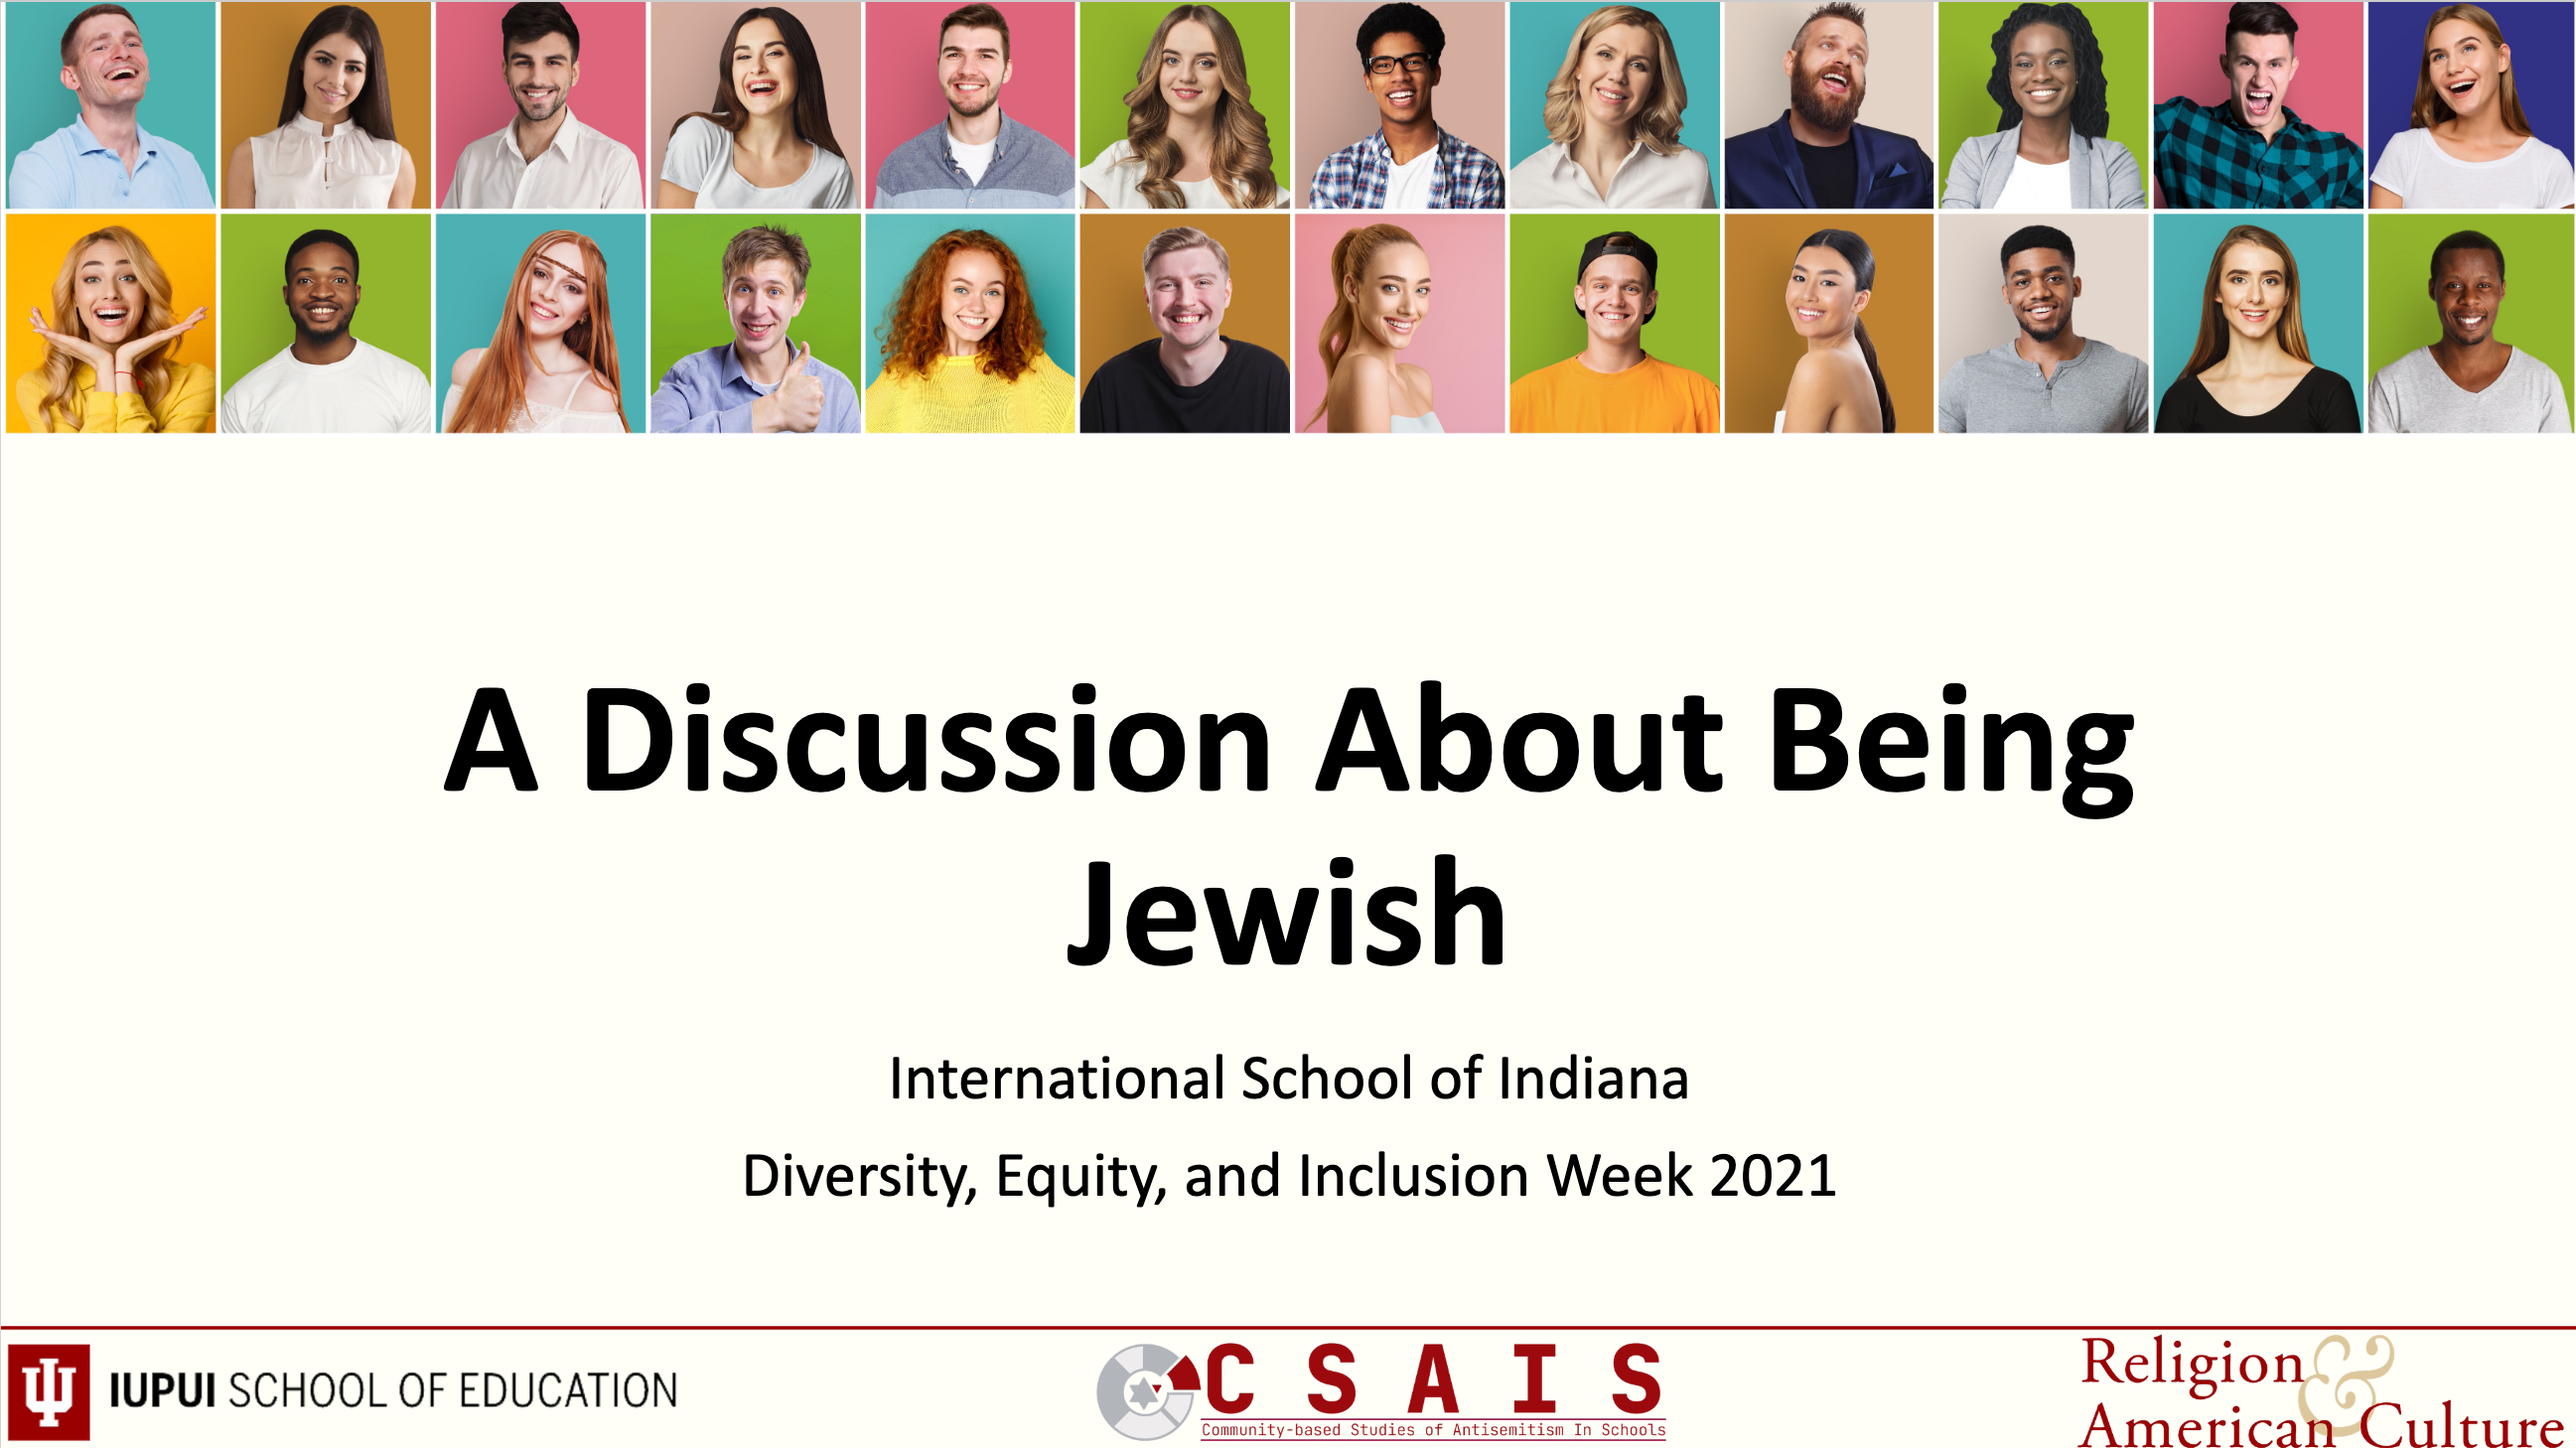 A Discussion About Being
Jewish
International School of Indiana
Diversity, Equity, and Inclusion Week 2021
IUPUI SCHOOL OF EDUCATION
CSAIS
Community-based Studies of Antisemitism In Schools
Religion &
American Culture